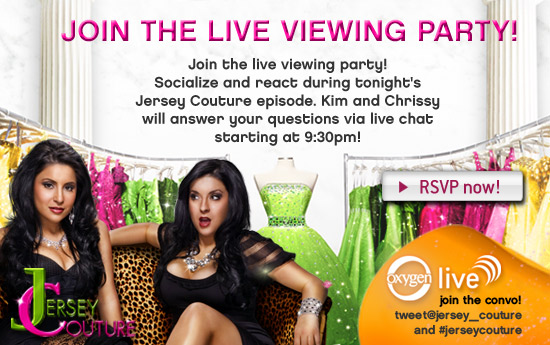 JOIN THE LIVE VIEWING PARTY!
Join the live viewing party!
Socialize and react during tonight's
Jersey Couture episode. Kim and Chrissy
will answer your questions via live chat
starting at 9:30pm!
RSVP now!
oxygen live
join the convo!
tweet@jersey_couture
and #jerseycouture
JERSEY
COUTURE